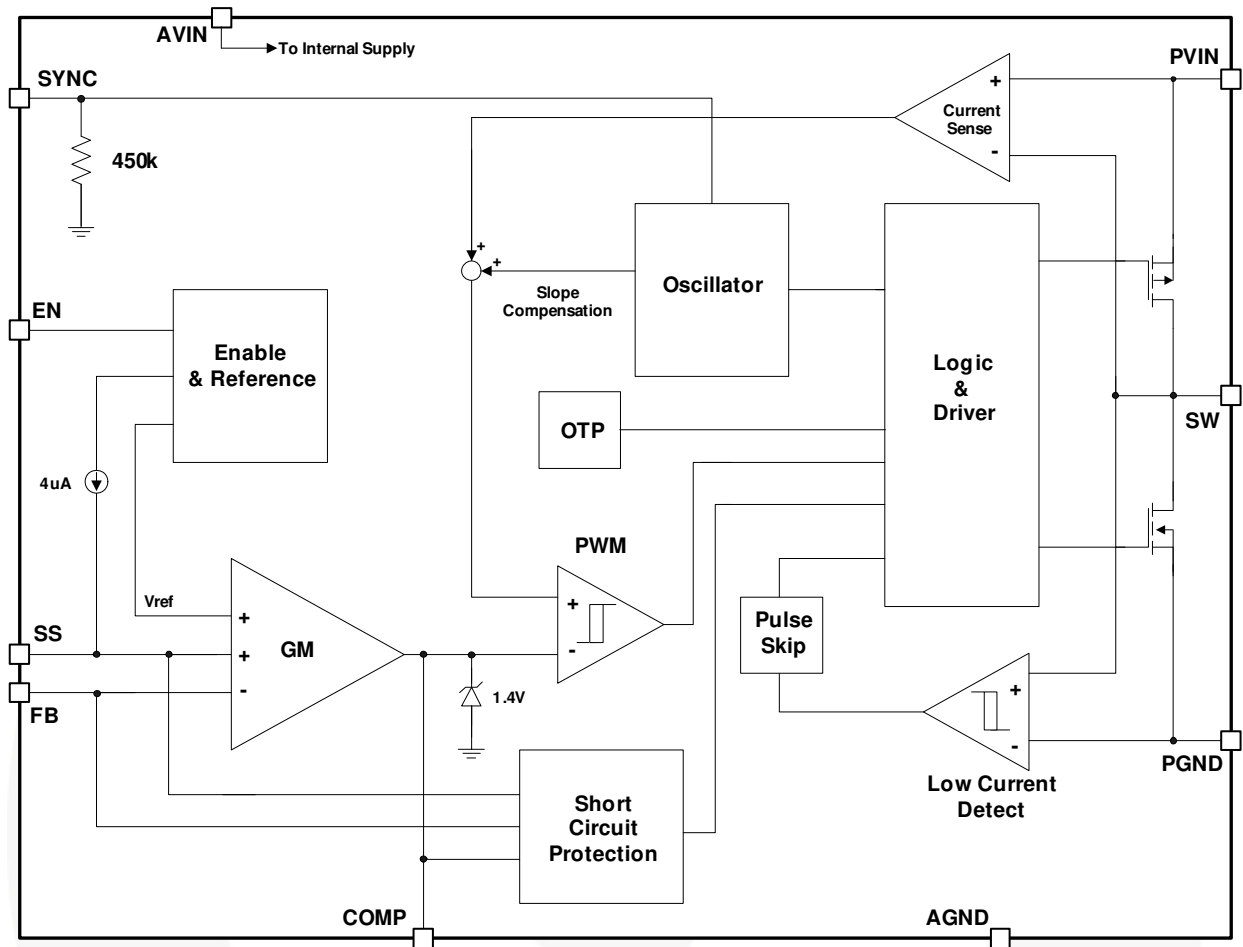 AVIN
To Internal Supply
SYNC
PVIN
+
Current
Sense
-
450k
+
+
Slope
Compensation
Oscillator
EN
Enable
& Reference
Logic
&
Driver
OTP
SW
4uA
PWM
Vref
+
SS
+
GM
-
FB
+
-
1.4V
Pulse
Skip
+
-
PGND
Low Current
Detect
Short
Circuit
Protection
COMP
AGND